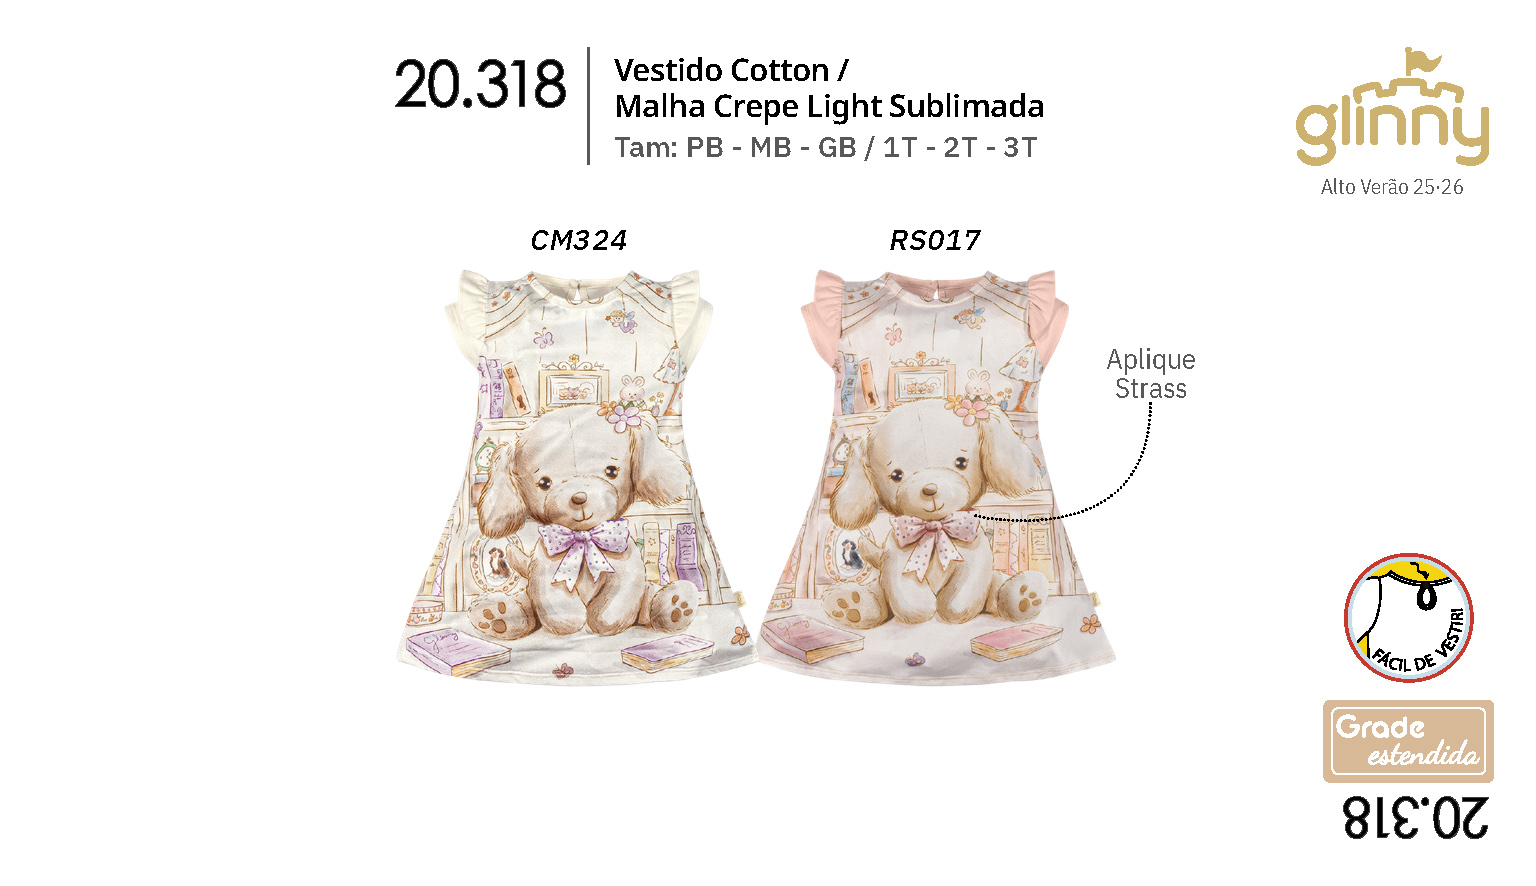 20.318
Vestido Cotton /
Malha Crepe Light Sublimada
Tam: PB - MB - GB / 1T - 2T - 3T
glinny
Alto Verão 25·26
CM324
RS017
Aplique
Strass
FÁCIL DE VESTIR!
Grade
estendida
20.318